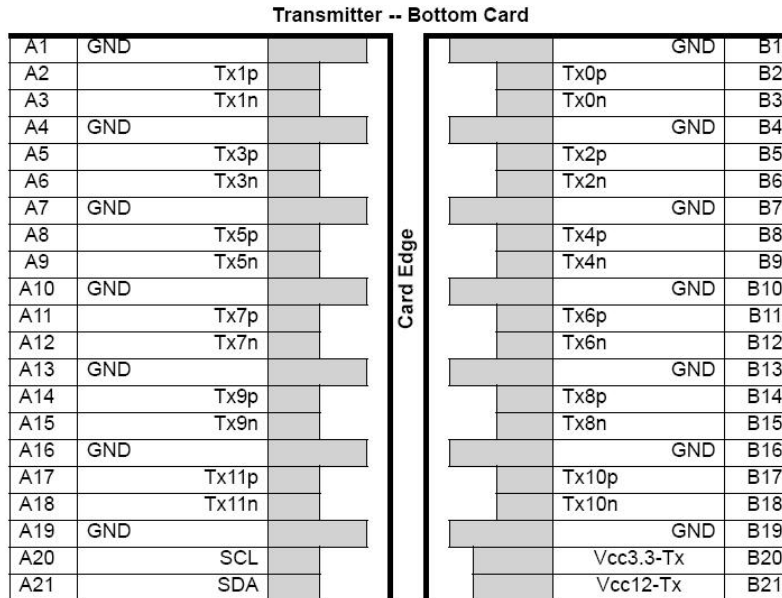 Transmitter -- Bottom Card
A1 GND GND B1
A2 Tx1p Tx0p B2
A3 Tx1n Tx0n B3
A4 GND GND B4
A5 Tx3p Tx2p B5
A6 Tx3n Tx2n B6
A7 GND GND B7
A8 Tx5p Tx4p B8
A9 Tx5n Tx4n B9
A10 GND GND B10
A11 Tx7p Tx6p B11
A12 Tx7n Tx6n B12
A13 GND GND B13
A14 Tx9p Tx8p B14
A15 Tx9n Tx8n B15
A16 GND GND B16
A17 Tx11p Tx10p B17
A18 Tx11n Tx10n B18
A19 GND GND B19
A20 SCL Vcc3.3-Tx B20
A21 SDA Vcc12-Tx B21
Card Edge